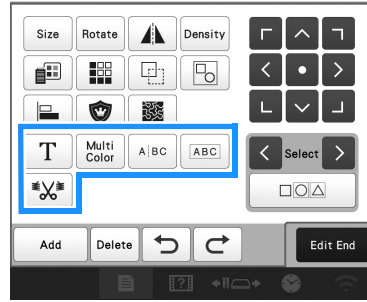 Size Rotate Density
T Multi Color A BC ABC
Select
Add Delete Edit End
?